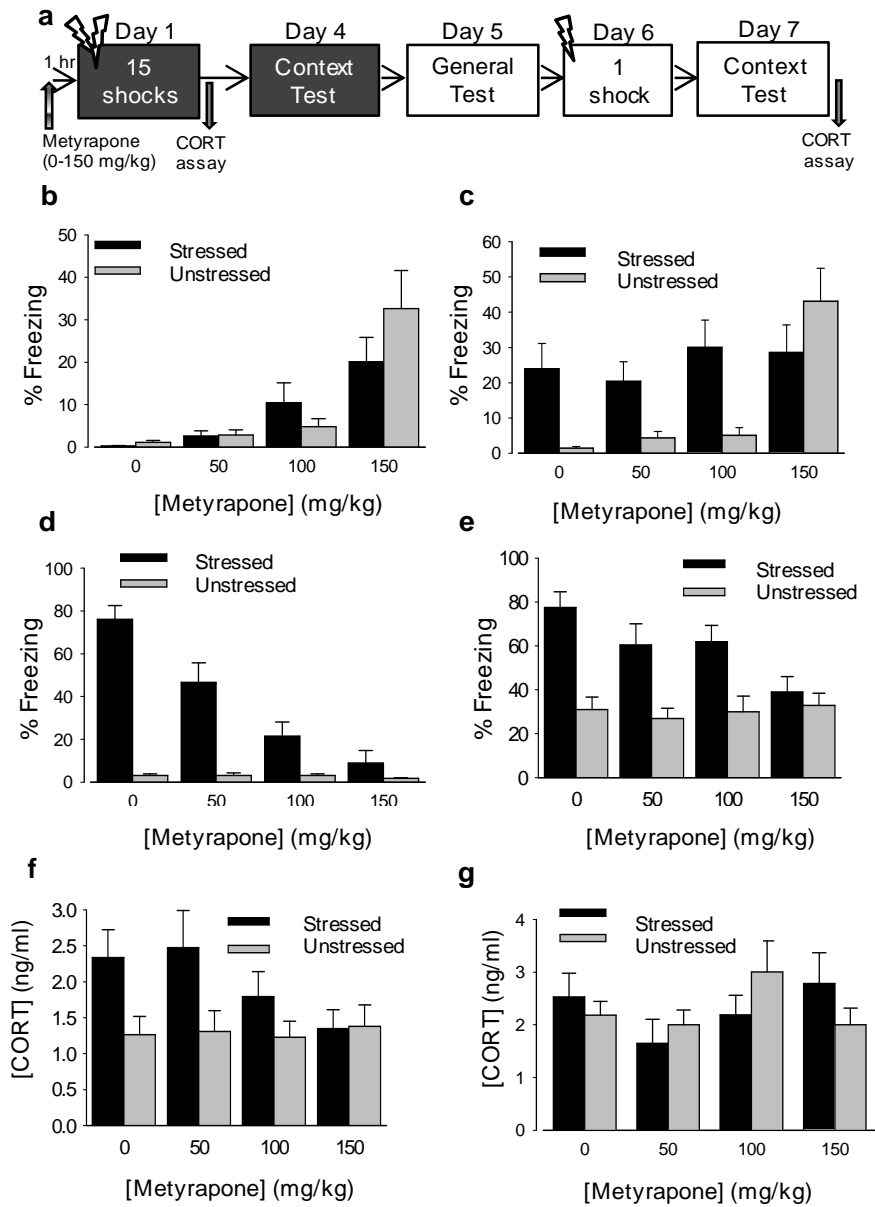 a
Day 1 Day 4 Day 5 Day 6 Day 7
1 hr
15 shocks
Context Test
General Test
1 shock
Context Test
Metyrapone (0-150 mg/kg)
CORT assay
CORT assay
b
50
40
30
20
10
0
% Freezing
Stressed
Unstressed
0 50 100 150
[Metyrapone] (mg/kg)
c
60
50
40
30
20
10
0
% Freezing
Stressed
Unstressed
0 50 100 150
[Metyrapone] (mg/kg)
d
100
80
60
40
20
0
% Freezing
Stressed
Unstressed
0 50 100 150
[Metyrapone] (mg/kg)
e
100
80
60
40
20
0
% Freezing
Stressed
Unstressed
0 50 100 150
[Metyrapone] (mg/kg)
f
3.0
2.5
2.0
1.5
1.0
0.5
0.0
[CORT] (ng/ml)
Stressed
Unstressed
0 50 100 150
[Metyrapone] (mg/kg)
g
4
3
2
1
0
[CORT] (ng/ml)
Stressed
Unstressed
0 50 100 150
[Metyrapone] (mg/kg)